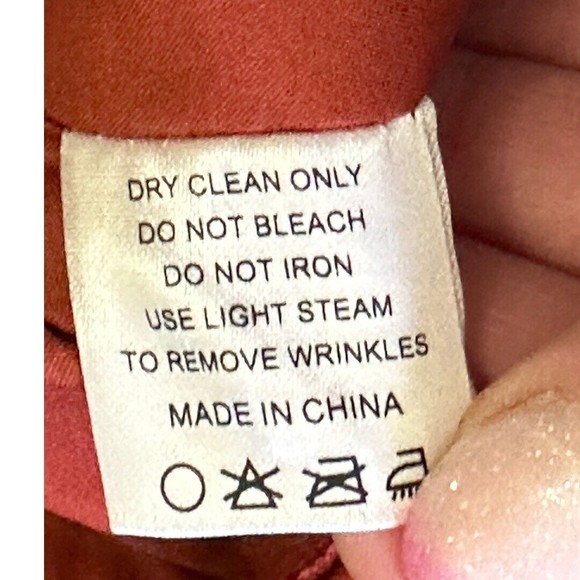 DRY CLEAN ONLY
DO NOT BLEACH
DO NOT IRON
USE LIGHT STEAM
TO REMOVE WRINKLES
MADE IN CHINA